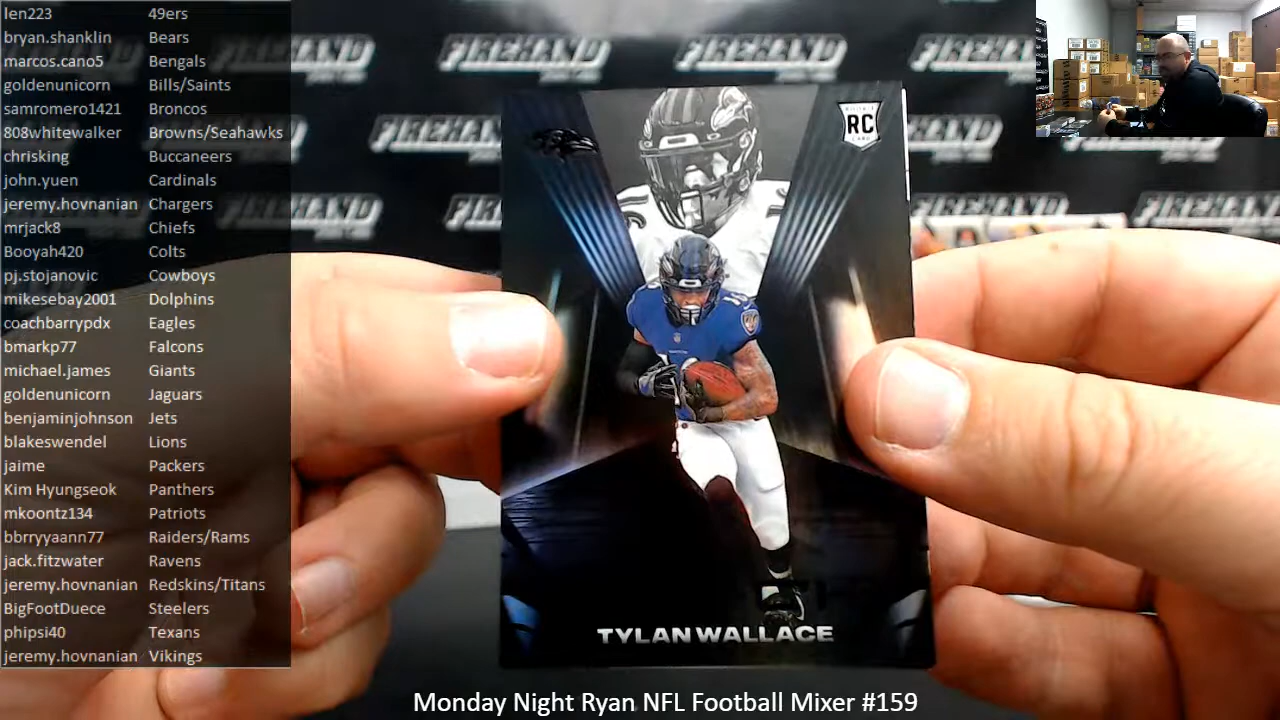 len223 49ers
bryan.shanklin Bears
marcos.cano5 Bengals
goldenunicorn Bills/Saints
samromero1421 Broncos
808whitewalker Browns/Seahawks
chrisking Buccaneers
john.yuen Cardinals
jeremy.hovnanian Chargers
mrjack8 Chiefs
Booyah420 Colts
pj.stojanovic Cowboys
mikesebay2001 Dolphins
coachbarrypdx Eagles
bmarkp77 Falcons
michael.james Giants
goldenunicorn Jaguars
benjaminjohnson Jets
blakeswendel Lions
jaime Packers
Kim Hyungseok Panthers
mkoontz134 Patriots
bbrryyaann77 Raiders/Rams
jack.fitzwater Ravens
jeremy.hovnanian Redskins/Titans
BigFootDuece Steelers
phipsi40 Texans
jeremy.hovnanian Vikings
FIREHAND FIREHAND FIREHAND
FIREHAND
FIREHAND
RC
TYLAN WALLACE
Monday Night Ryan NFL Football Mixer #159